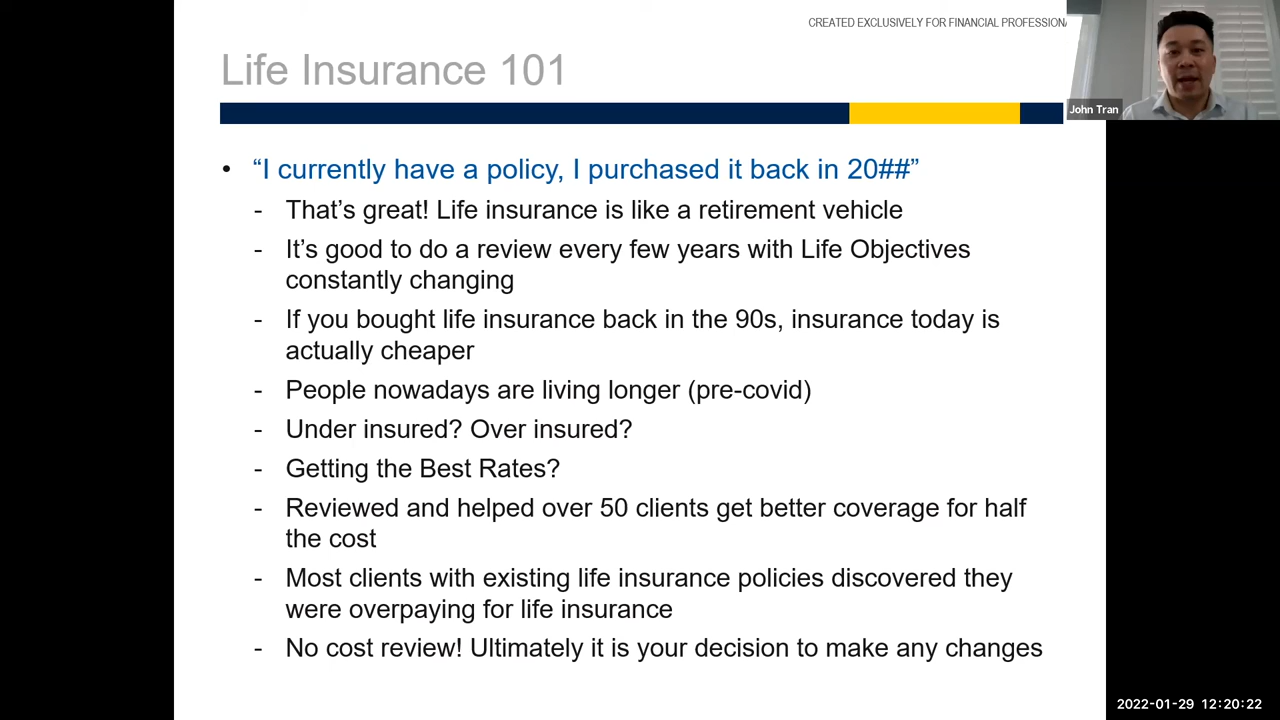 CREATED EXCLUSIVELY FOR FINANCIAL
Life Insurance 101
John Tran
• “I currently have a policy, I purchased it back in 20##”
- That’s great! Life insurance is like a retirement vehicle
- It’s good to do a review every few years with Life Objectives
constantly changing
- If you bought life insurance back in the 90s, insurance today is
actually cheaper
- People nowadays are living longer (pre-covid)
- Under insured? Over insured?
- Getting the Best Rates?
- Reviewed and helped over 50 clients get better coverage for half
the cost
- Most clients with existing life insurance policies discovered they
were overpaying for life insurance
- No cost review! Ultimately it is your decision to make any changes
2022-01-29 12:20:22